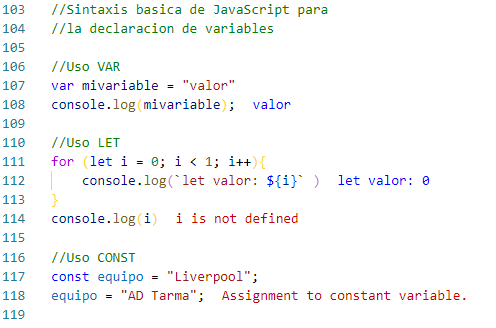 103 //Sintaxis basica de JavaScript para
104 //la declaracion de variables
105
106 //Uso VAR
107 var mivariable = "valor"
108 console.log(mivariable); valor
109
110 //Uso LET
111 for (let i = 0; i < 1; i++){
112 console.log(`let valor: ${i}` ) let valor: 0
113 }
114 console.log(i) i is not defined
115
116 //Uso CONST
117 const equipo = "Liverpool";
118 equipo = "AD Tarma"; Assignment to constant variable.
119